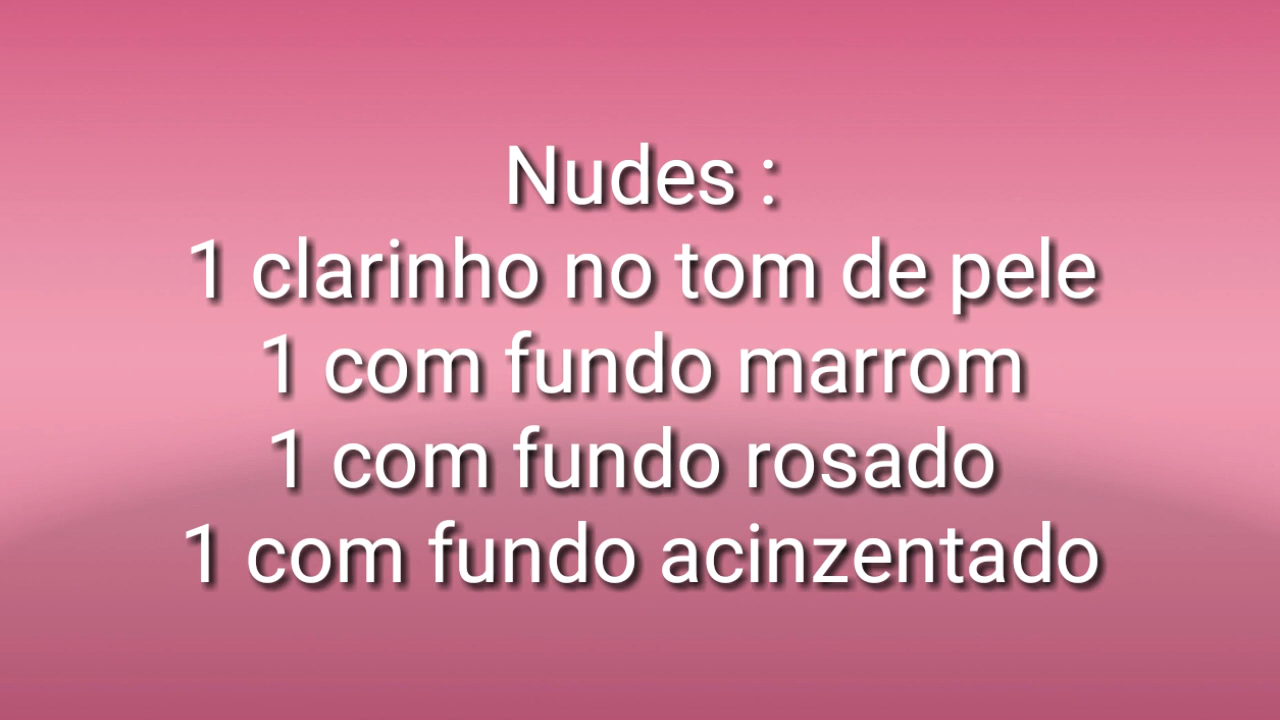 Nudes :
1 clarinho no tom de pele
1 com fundo marrom
1 com fundo rosado
1 com fundo acinzentado